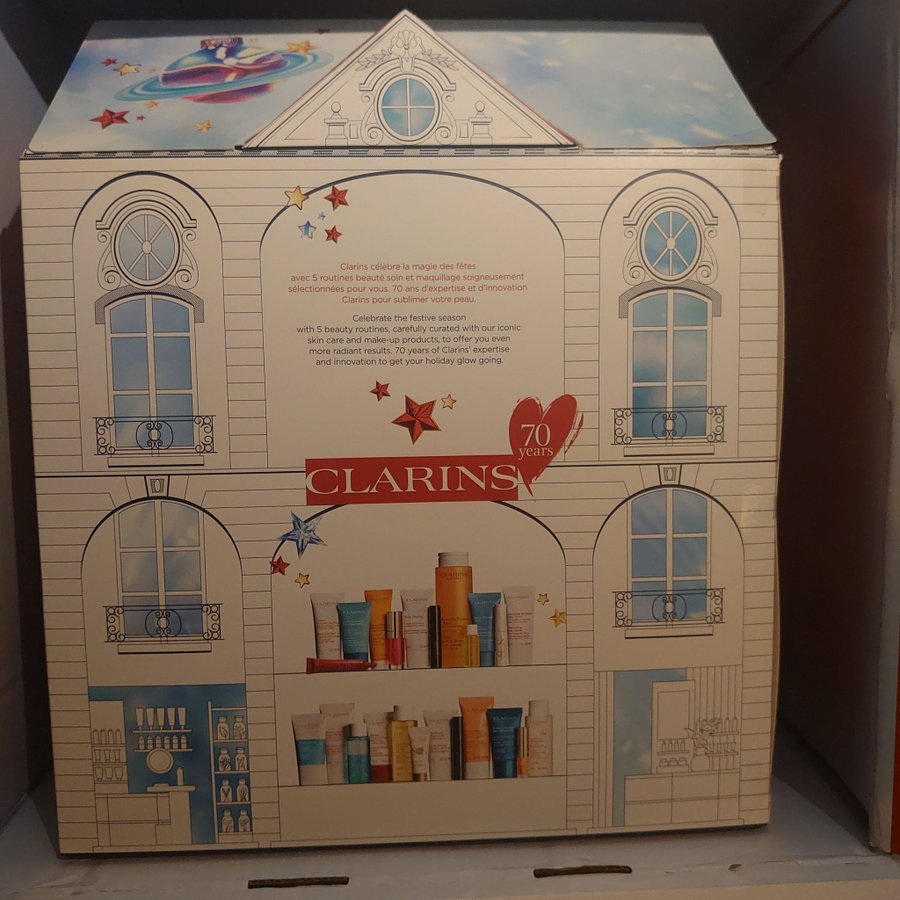 Clarins célèbre la magie des fêtes
avec 5 routines beauté soin et maquillage soigneusement
sélectionnées pour vous. 70 ans d'expertise et d'innovation
Clarins pour sublimer votre peau.
Celebrate the festive season
with 5 beauty routines, carefully curated with our iconic
skin care and make-up products, to offer you even
more radiant results. 70 years of Clarins' expertise
and innovation to get your holiday glow going.
70
years
CLARINS
CLARINS
CLARINS
CLARINS